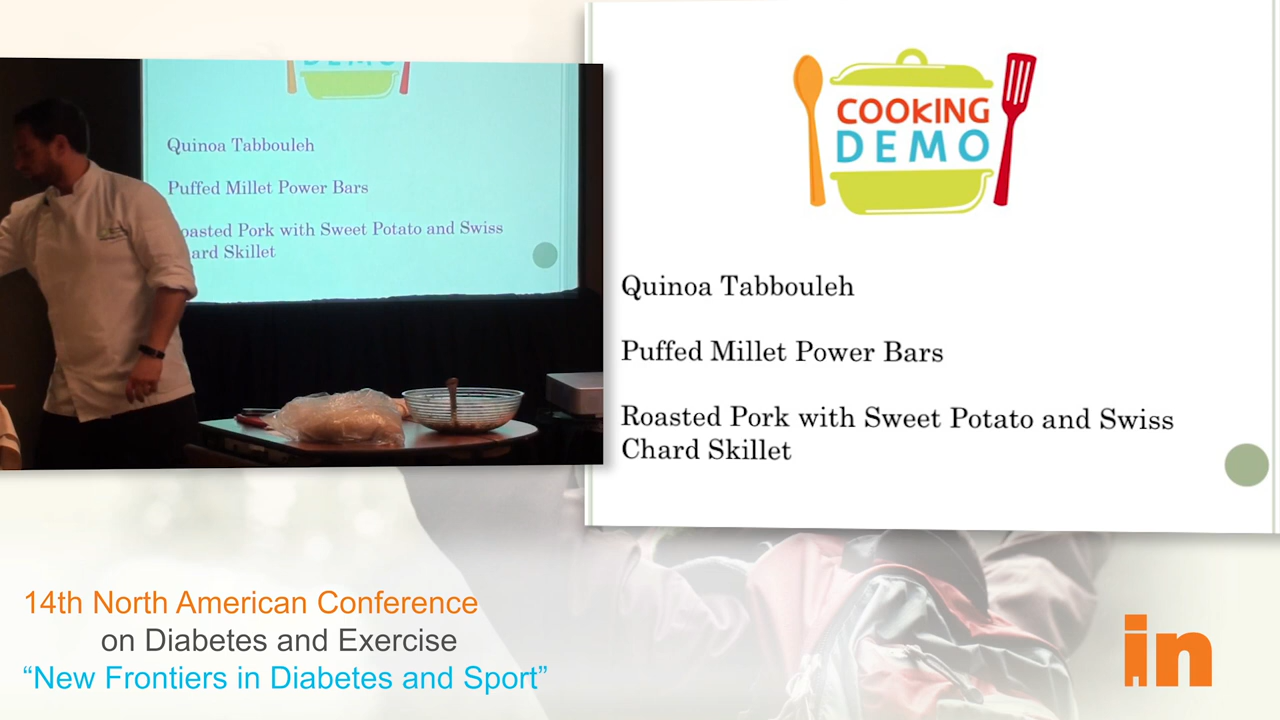 DEMO
Quinoa Tabbouleh
Puffed Millet Power Bars
oasted Pork with Sweet Potato and Swiss
ard Skillet
COOKING
DEMO
Quinoa Tabbouleh
Puffed Millet Power Bars
Roasted Pork with Sweet Potato and Swiss
Chard Skillet
14th North American Conference
on Diabetes and Exercise
“New Frontiers in Diabetes and Sport”
in